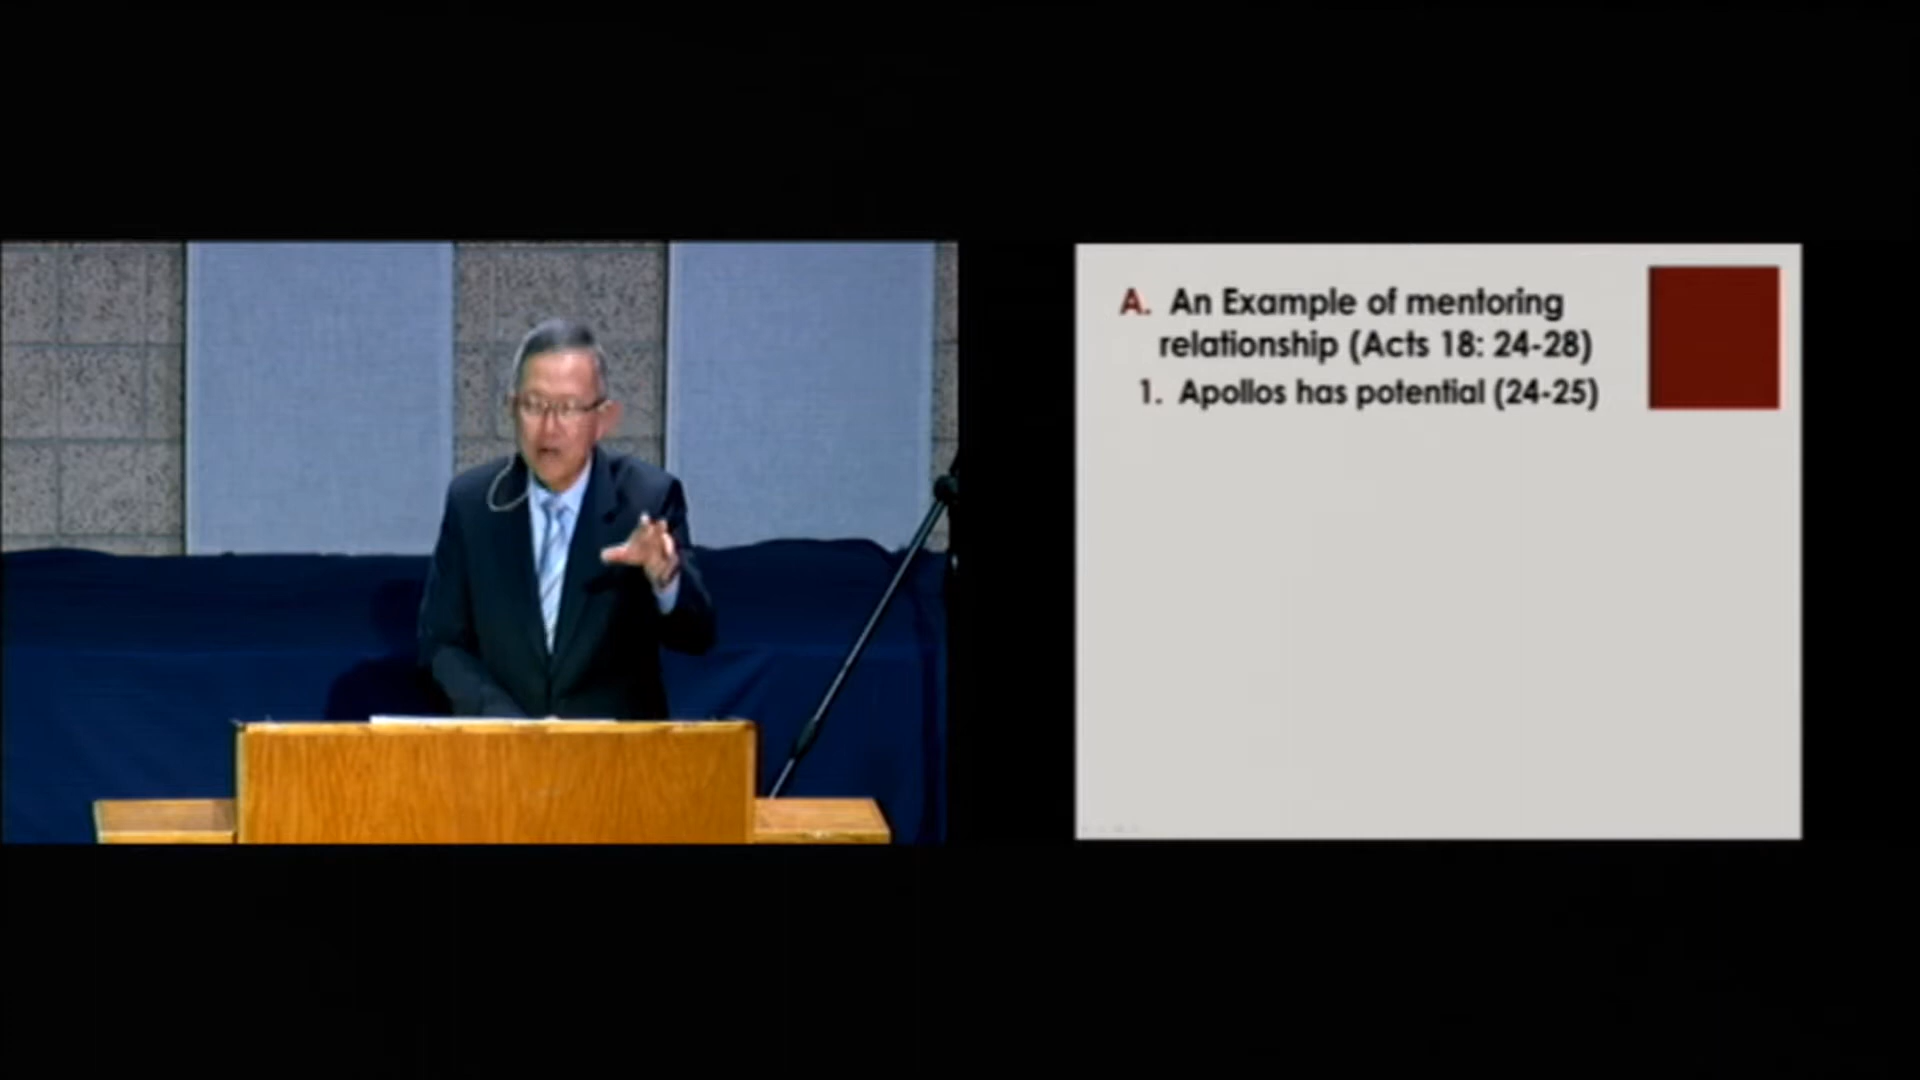 A. An Example of mentoring
relationship (Acts 18: 24-28)
1. Apollos has potential (24-25)